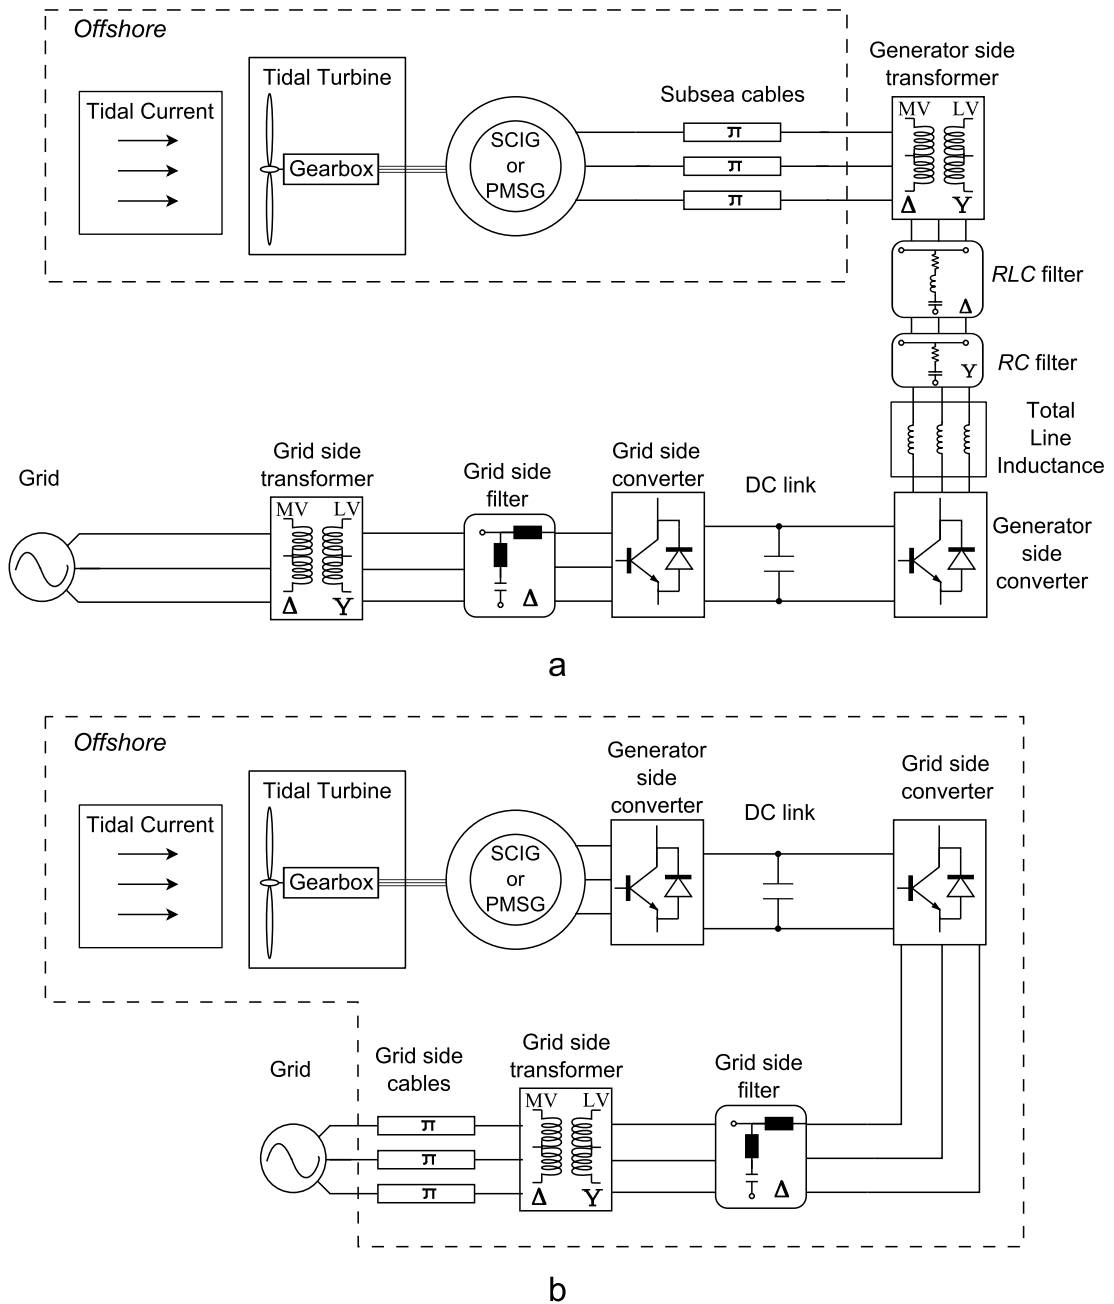 Offshore
Tidal Current
Tidal Turbine
Gearbox
SCIG
or
PMSG
Subsea cables
π
π
π
Generator side
transformer
MV LV
Δ Y
RLC filter
Δ
RC filter
Y
Total
Line
Inductance
Grid
Grid side
transformer
MV LV
Δ Y
Grid side
filter
Δ
Grid side
converter
DC link
Generator
side
converter
a
Offshore
Tidal Current
Tidal Turbine
Gearbox
SCIG
or
PMSG
Generator
side
converter
DC link
Grid side
converter
Grid
Grid side
cables
π
π
π
Grid side
transformer
MV LV
Δ Y
Grid side
filter
Δ
b